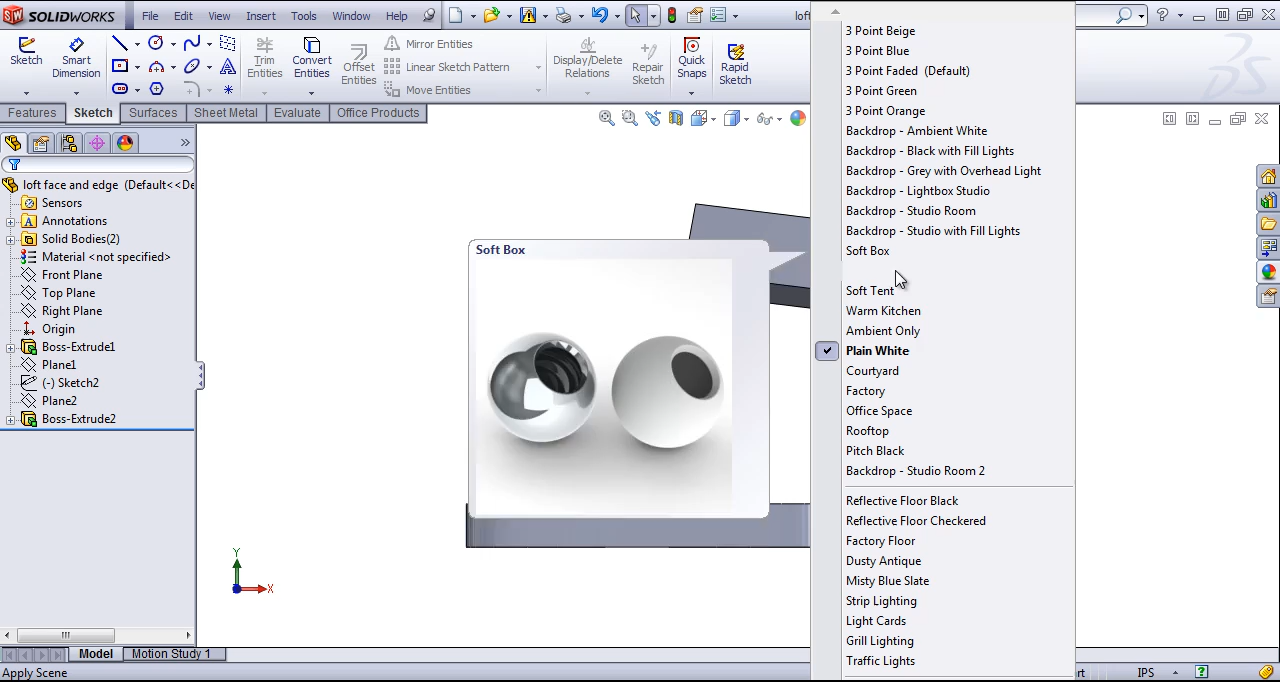 SOLIDWORKS File Edit View Insert Tools Window Help
Sketch Smart Dimension Trim Entities Convert Entities Offset Entities Mirror Entities Linear Sketch Pattern Move Entities Display/Delete Relations Repair Sketch Quick Snaps Rapid Sketch
Features Sketch Surfaces Sheet Metal Evaluate Office Products
loft face and edge (Default<<De
Sensors
Annotations
Solid Bodies(2)
Material <not specified>
Front Plane
Top Plane
Right Plane
Origin
Boss-Extrude1
Plane1
(-) Sketch2
Plane2
Boss-Extrude2
Soft Box
Y
X
3 Point Beige
3 Point Blue
3 Point Faded (Default)
3 Point Green
3 Point Orange
Backdrop - Ambient White
Backdrop - Black with Fill Lights
Backdrop - Grey with Overhead Light
Backdrop - Lightbox Studio
Backdrop - Studio Room
Backdrop - Studio with Fill Lights
Soft Box
Soft Tent
Warm Kitchen
Ambient Only
Plain White
Courtyard
Factory
Office Space
Rooftop
Pitch Black
Backdrop - Studio Room 2
Reflective Floor Black
Reflective Floor Checkered
Factory Floor
Dusty Antique
Misty Blue Slate
Strip Lighting
Light Cards
Grill Lighting
Traffic Lights
Model Motion Study 1
Apply Scene
IPS